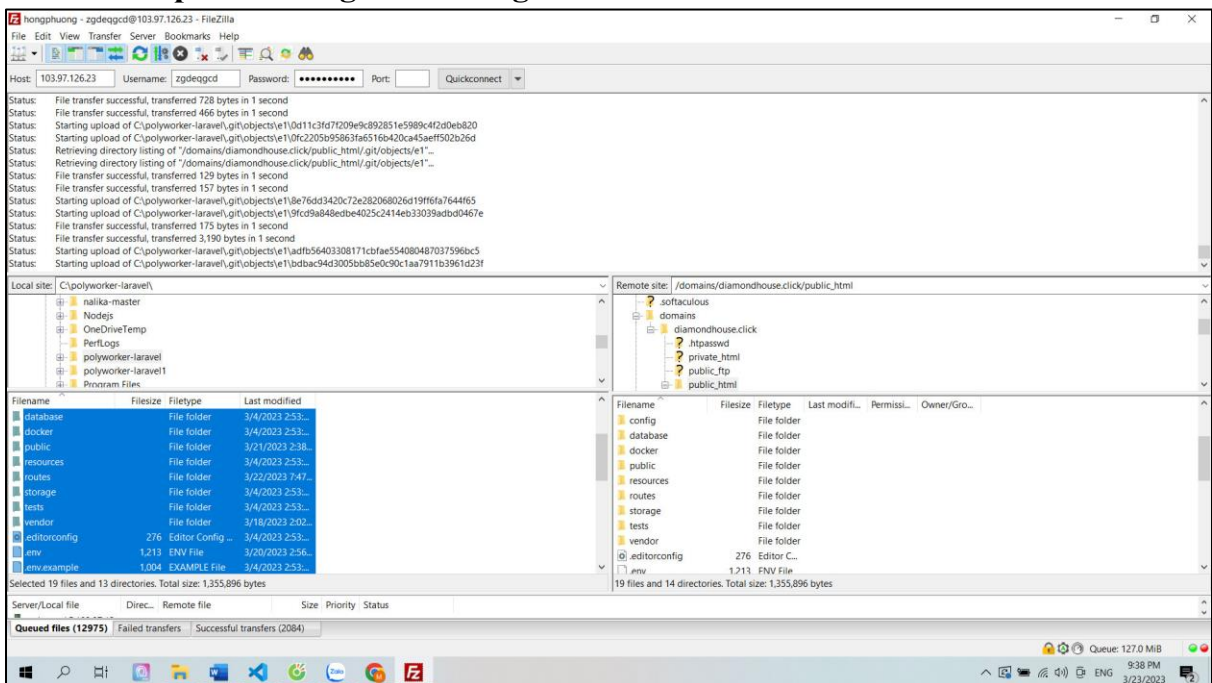 hongphuong - zgdeqgcd@103.97.126.23 - FileZilla
File Edit View Transfer Server Bookmarks Help
Host: 103.97.126.23 Username: zgdeqgcd Password: •••••••••• Port: Quickconnect
Status: File transfer successful, transferred 728 bytes in 1 second
Status: File transfer successful, transferred 466 bytes in 1 second
Status: Starting upload of C:\polyworker-laravel\.git\objects\e1\0d11c3fd7f209e9c892851e5989c4f2d0eb820
Status: Starting upload of C:\polyworker-laravel\.git\objects\e1\0fc2205b95863fa6516b420ca45aeff502b26d
Status: Retrieving directory listing of "/domains/diamondhouse.click/public_html/.git/objects/e1"...
Status: Retrieving directory listing of "/domains/diamondhouse.click/public_html/.git/objects/e1"...
Status: File transfer successful, transferred 129 bytes in 1 second
Status: File transfer successful, transferred 157 bytes in 1 second
Status: Starting upload of C:\polyworker-laravel\.git\objects\e1\8e76dd3420c72e282068026d19ff6fa7644f65
Status: Starting upload of C:\polyworker-laravel\.git\objects\e1\9fcd9a848edbe4025c2414eb33039adbd0467e
Status: File transfer successful, transferred 175 bytes in 1 second
Status: File transfer successful, transferred 3,190 bytes in 1 second
Status: Starting upload of C:\polyworker-laravel\.git\objects\e1\adfb56403308171cbfae554080487037596bc5
Status: Starting upload of C:\polyworker-laravel\.git\objects\e1\bdbac94d3005bb85e0c90c1aa7911b3961d23f
Local site: C:\polyworker-laravel\
nalika-master
Nodejs
OneDriveTemp
PerfLogs
polyworker-laravel
polyworker-laravel1
Program Files
Remote site: /domains/diamondhouse.click/public_html
.softaculous
domains
diamondhouse.click
.htpasswd
private_html
public_ftp
public_html
Filename Filesize Filetype Last modified
database File folder 3/4/2023 2:53:...
docker File folder 3/4/2023 2:53:...
public File folder 3/21/2023 2:38...
resources File folder 3/4/2023 2:53:...
routes File folder 3/22/2023 7:47...
storage File folder 3/4/2023 2:53:...
tests File folder 3/4/2023 2:53:...
vendor File folder 3/18/2023 2:02...
.editorconfig 276 Editor Config ... 3/4/2023 2:53:...
.env 1,213 ENV File 3/20/2023 2:56...
.env.example 1,004 EXAMPLE File 3/4/2023 2:53:...
Selected 19 files and 13 directories. Total size: 1,355,896 bytes
Filename Filesize Filetype Last modifi... Permissi... Owner/Gro...
config File folder
database File folder
docker File folder
public File folder
resources File folder
routes File folder
storage File folder
tests File folder
vendor File folder
.editorconfig 276 Editor C...
.env 1,213 ENV File
19 files and 14 directories. Total size: 1,355,896 bytes
Server/Local file Direc... Remote file Size Priority Status
Queued files (12975) Failed transfers Successful transfers (2084)
Queue: 127.0 MiB
Zalo
ENG
9:38 PM
3/23/2023